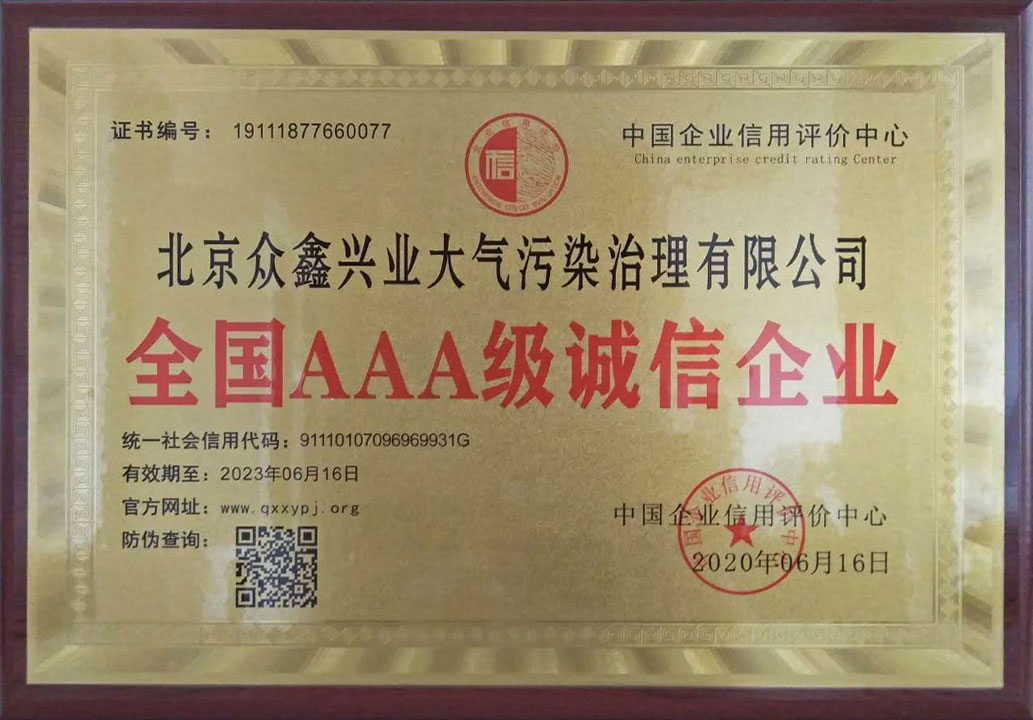 证书编号： 19111877660077
信
中国企业信用评价中心
China enterprise credit rating Center
北京众鑫兴业大气污染治理有限公司
全国AAA级诚信企业
统一社会信用代码：91110107096969931G
有效期至：2023年06月16日
官方网址：www.qxxypj.org
防伪查询：
中国企业信用评价中心
2020年06月16日